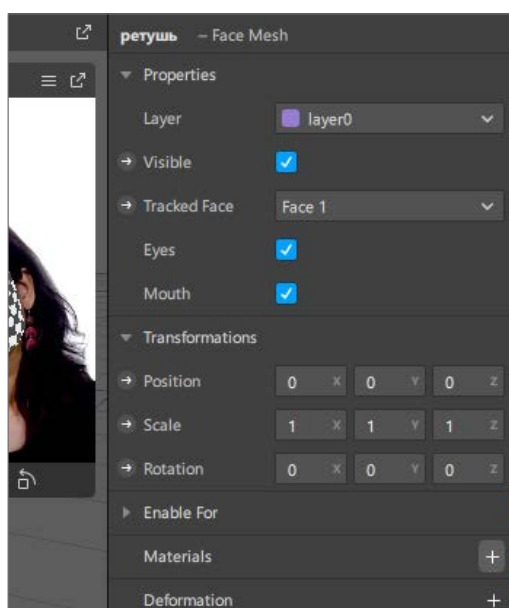 ретушь – Face Mesh
Properties
Layer layer0
Visible
Tracked Face Face 1
Eyes
Mouth
Transformations
Position 0 X 0 Y 0 Z
Scale 1 X 1 Y 1 Z
Rotation 0 X 0 Y 0 Z
Enable For
Materials +
Deformation +